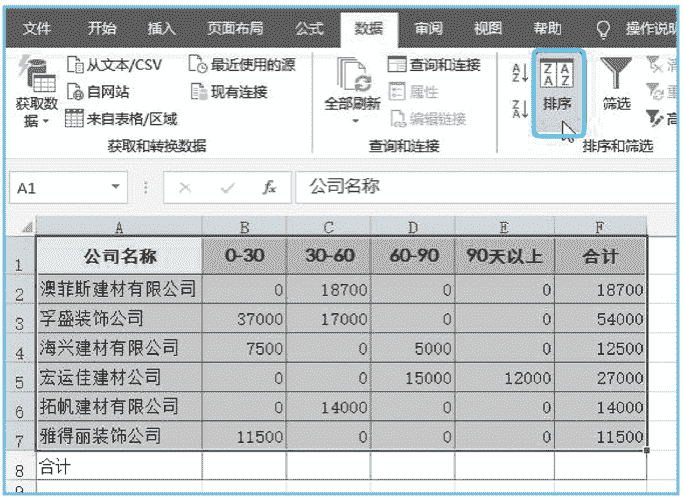 文件 开始 插入 页面布局 公式 数据 审阅 视图 帮助 操作说明
获取数据
从文本/CSV
自网站
来自表格/区域
最近使用的源
现有连接
获取和转换数据
全部刷新
查询和连接
属性
编辑链接
查询和连接
排序
筛选
排序和筛选
A1 fx 公司名称
A B C D E F
1 公司名称 0-30 30-60 60-90 90天以上 合计
2 澳菲斯建材有限公司 0 18700 0 0 18700
3 孚盛装饰公司 37000 17000 0 0 54000
4 海兴建材有限公司 7500 0 5000 0 12500
5 宏运佳建材公司 0 0 15000 12000 27000
6 拓帆建材有限公司 0 14000 0 0 14000
7 雅得丽装饰公司 11500 0 0 0 11500
8 合计
9